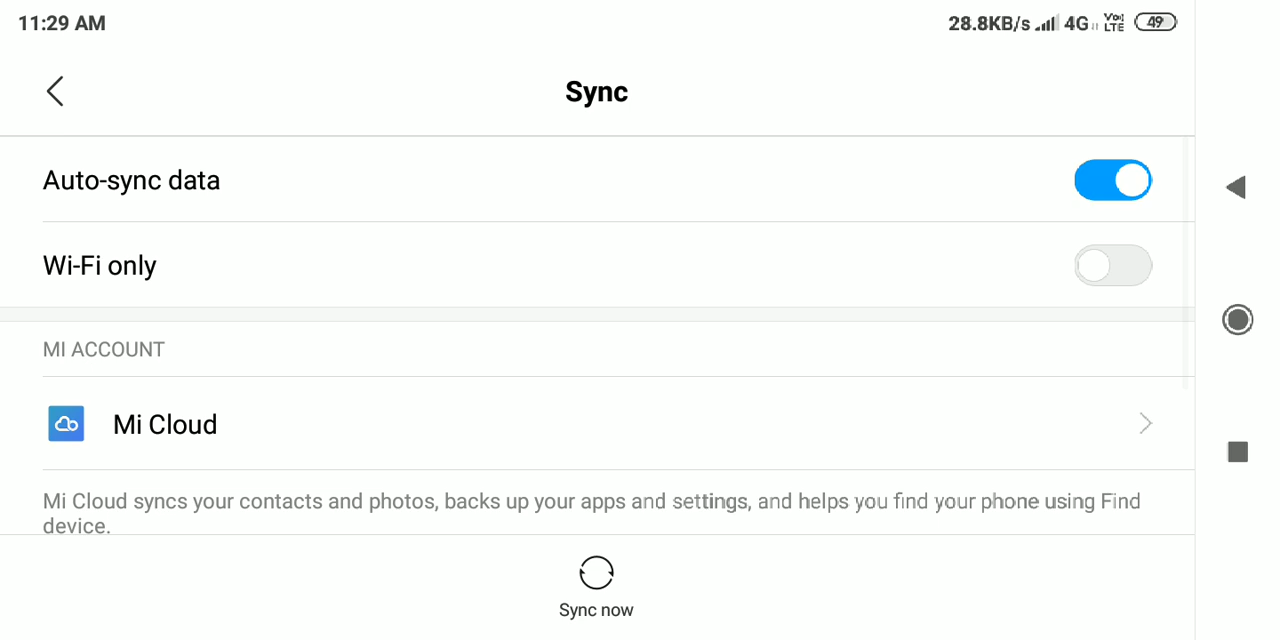 11:29 AM
28.8KB/s 4G Vo) LTE 49
Sync
Auto-sync data
Wi-Fi only
MI ACCOUNT
Mi Cloud
Mi Cloud syncs your contacts and photos, backs up your apps and settings, and helps you find your phone using Find
device.
Sync now